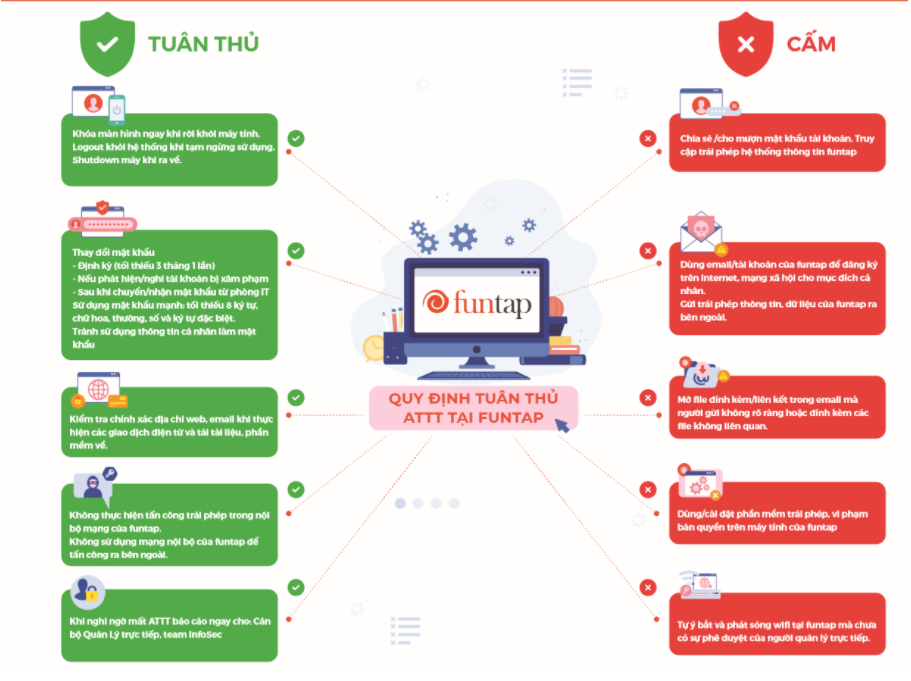 TUÂN THỦ
Khóa màn hình ngay khi rời khỏi máy tính.
Logout khỏi hệ thống khi tạm ngừng sử dụng.
Shutdown máy khi ra về.
Thay đổi mật khẩu
- Định kỳ (tối thiểu 3 tháng 1 lần)
- Nếu phát hiện/nghi tài khoản bị xâm phạm
- Sau khi chuyển/nhận mật khẩu từ phòng IT
Sử dụng mật khẩu mạnh: tối thiểu 8 ký tự,
chữ hoa, thường, số và ký tự đặc biệt.
Tránh sử dụng thông tin cá nhân làm mật
khẩu
Kiểm tra chính xác địa chỉ web, email khi thực
hiện các giao dịch điện tử và tải tài liệu, phần
mềm về.
Không thực hiện tấn công trái phép trong nội
bộ mạng của funtap.
Không sử dụng mạng nội bộ của funtap để
tấn công ra bên ngoài.
Khi nghi ngờ mất ATTT báo cáo ngay cho: Cán
bộ Quản Lý trực tiếp, team InfoSec
funtap
QUY ĐỊNH TUÂN THỦ
ATTT TẠI FUNTAP
CẤM
Chia sẻ /cho mượn mật khẩu tài khoản. Truy
cập trái phép hệ thống thông tin funtap
Dùng email/tài khoản của funtap để đăng ký
trên internet, mạng xã hội cho mục đích cá
nhân.
Gửi trái phép thông tin, dữ liệu của funtap ra
bên ngoài.
Mở file đính kèm/liên kết trong email mà
người gửi không rõ ràng hoặc đính kèm các
file không liên quan.
Dùng/cài đặt phần mềm trái phép, vi phạm
bản quyền trên máy tính của funtap
Tự ý bắt và phát sóng wifi tại funtap mà chưa
có sự phê duyệt của người quản lý trực tiếp.